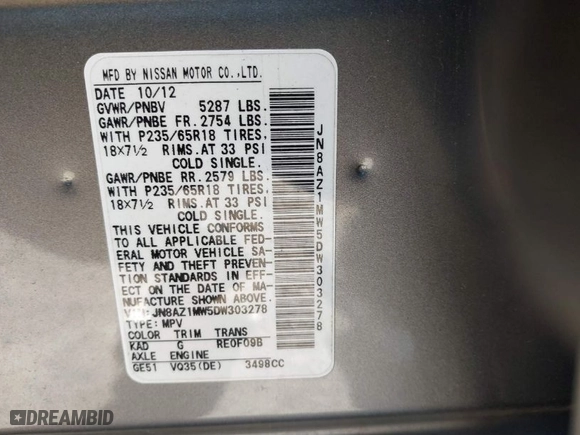 MFD BY NISSAN MOTOR CO.,LTD.
DATE 10/12
GVWR/PNBV 5287 LBS.
GAWR/PNBE FR. 2754 LBS.
WITH P235/65R18 TIRES,
18X7½ RIMS.AT 33 PSI
COLD SINGLE.
GAWR/PNBE RR. 2579 LBS.
WITH P235/65R18 TIRES,
18X7½ RIMS.AT 33 PSI
COLD SINGLE.
THIS VEHICLE CONFORMS
TO ALL APPLICABLE FED-
ERAL MOTOR VEHICLE SA-
FETY AND THEFT PREVEN-
TION STANDARDS IN EFF-
ECT ON THE DATE OF MA-
NUFACTURE SHOWN ABOVE.
VIN:JN8AZ1MW5DW303278
TYPE:MPV
COLOR TRIM TRANS
KAD G RE0F09B
AXLE ENGINE
GE51 VQ35(DE) 3498CC
JN8AZ1MW5DW303278
DREAMBID